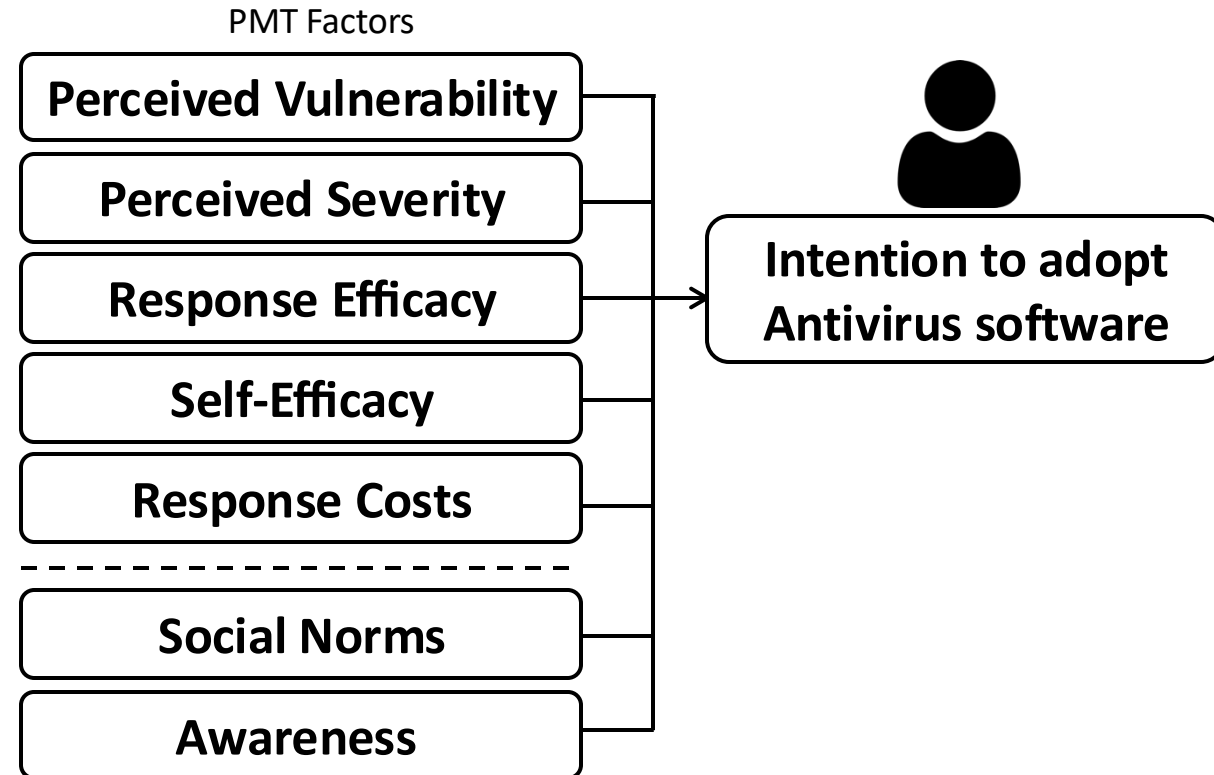 PMT Factors
Perceived Vulnerability
Perceived Severity
Response Efficacy
Self-Efficacy
Response Costs
Social Norms
Awareness
Intention to adopt
Antivirus software